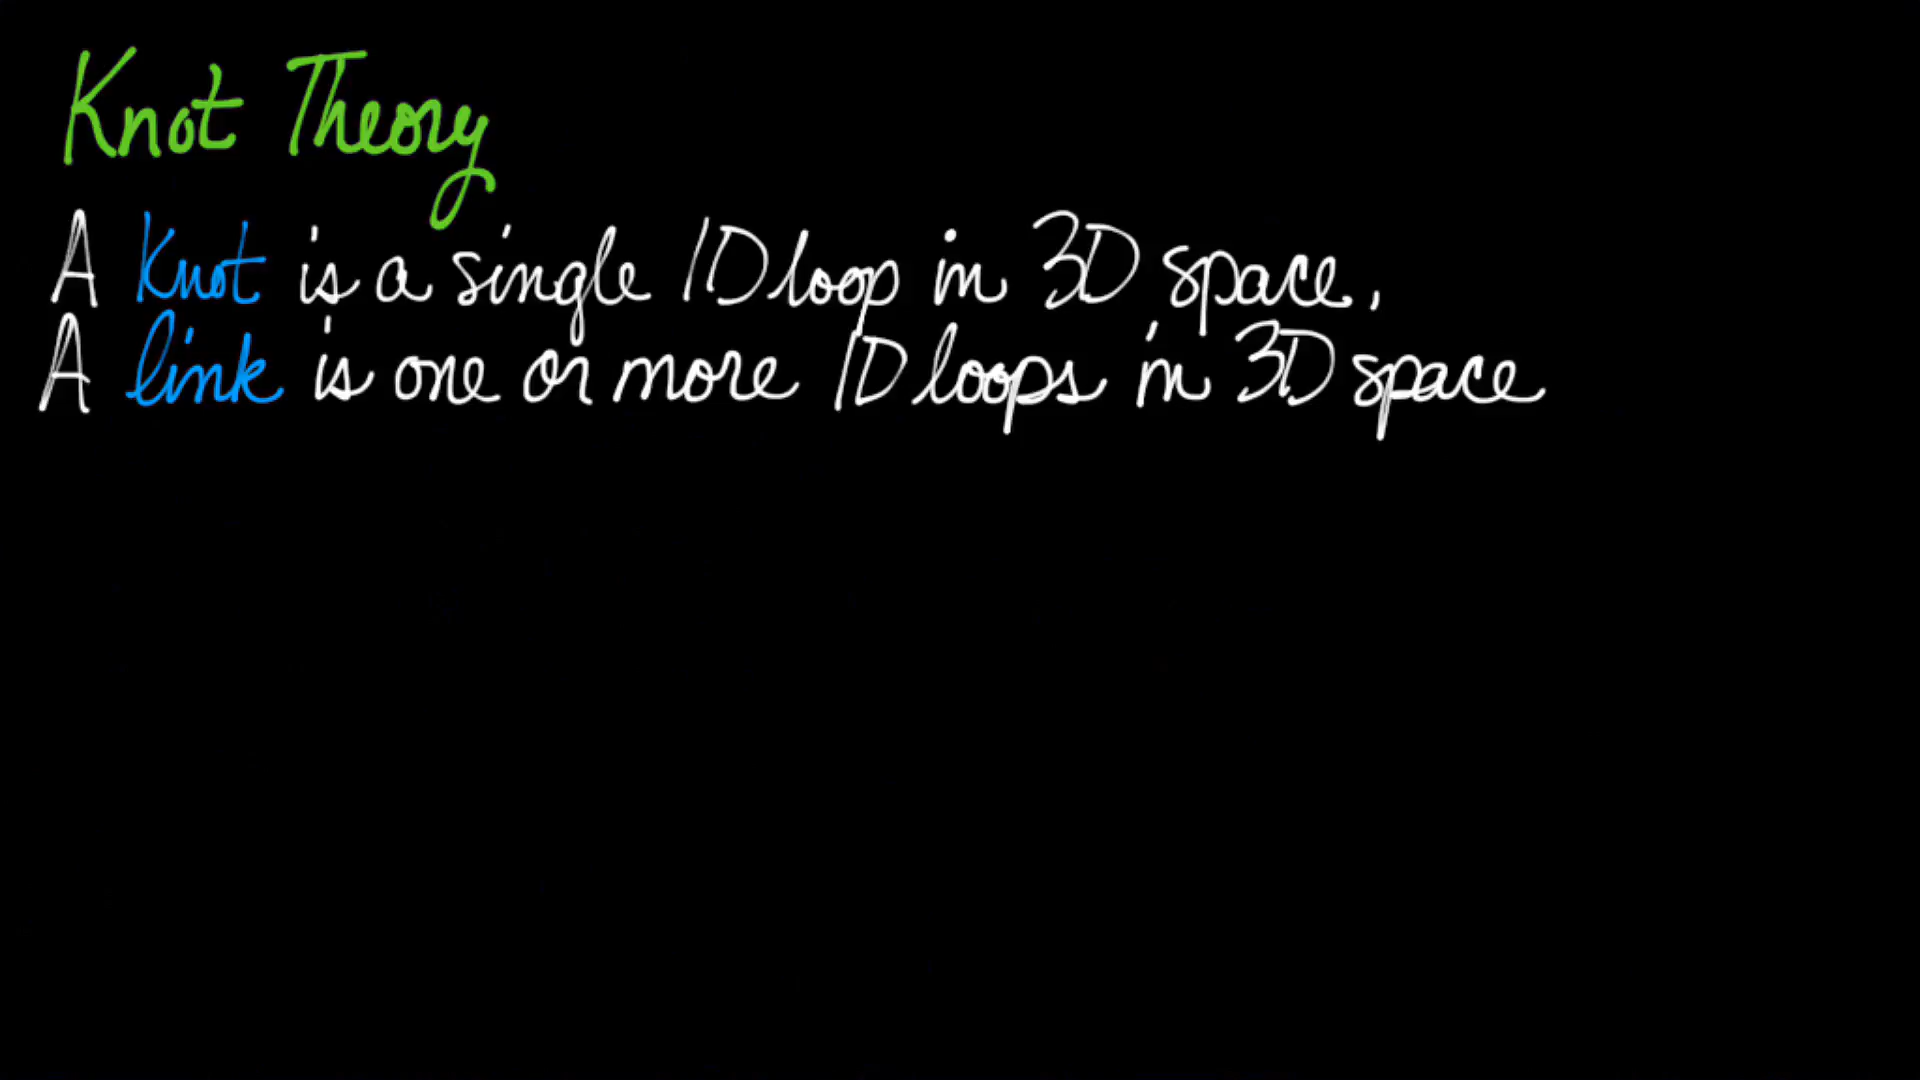 Knot Theory
A Knot is a single 1D loop in 3D space.
A link is one or more 1D loops in 3D space